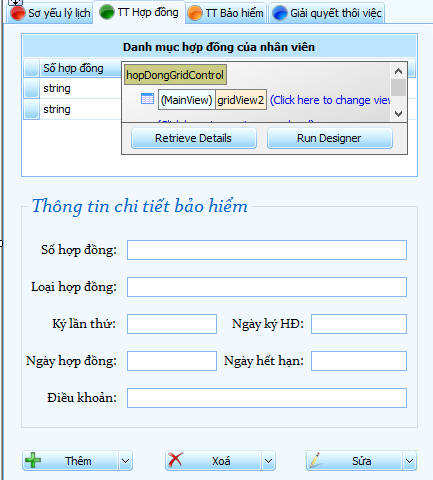 Sơ yếu lý lịch TT Hợp đồng TT Bảo hiểm Giải quyết thôi việc
Danh mục hợp đồng của nhân viên
Số hợp đồng
hopDongGridControl
string
(MainView) gridView2 (Click here to change view
string
Retrieve Details Run Designer
Thông tin chi tiết bảo hiểm
Số hợp đồng:
Loại hợp đồng:
Ký lần thứ: Ngày ký HĐ:
Ngày hợp đồng: Ngày hết hạn:
Điều khoản:
Thêm Xoá Sửa